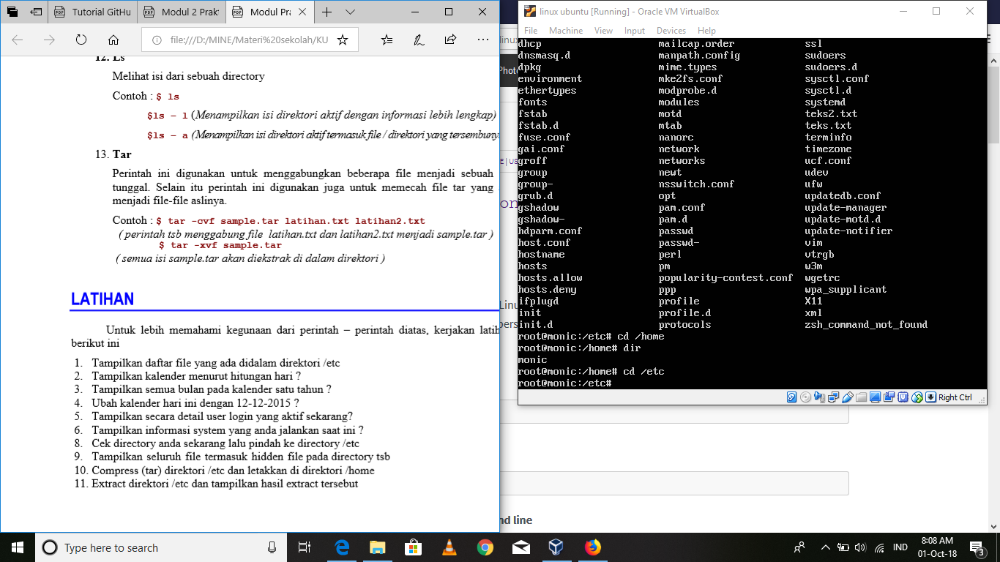 Tutorial GitHu
Modul 2 Prak
Modul Pra
file:///D:/MINE/Materi%20sekolah/KU
12. Ls
Melihat isi dari sebuah directory
Contoh : $ ls
$ls – l (Menampilkan isi direktori aktif dengan informasi lebih lengkap)
$ls – a (Menampilkan isi direktori aktif termasuk file / direktori yang tersembuny
13. Tar
Perintah ini digunakan untuk menggabungkan beberapa file menjadi sebuah
tunggal. Selain itu perintah ini digunakan juga untuk memecah file tar yang
menjadi file-file aslinya.
Contoh : $ tar -cvf sample.tar latihan.txt latihan2.txt
( perintah tsb menggabung file latihan.txt dan latihan2.txt menjadi sample.tar )
$ tar -xvf sample.tar
( semua isi sample.tar akan diekstrak di dalam direktori )
LATIHAN
Untuk lebih memahami kegunaan dari perintah – perintah diatas, kerjakan latih
berikut ini
1. Tampilkan daftar file yang ada didalam direktori /etc
2. Tampilkan kalender menurut hitungan hari ?
3. Tampilkan semua bulan pada kalender satu tahun ?
4. Ubah kalender hari ini dengan 12-12-2015 ?
5. Tampilkan secara detail user login yang aktif sekarang?
6. Tampilkan informasi system yang anda jalankan saat ini ?
8. Cek directory anda sekarang lalu pindah ke directory /etc
9. Tampilkan seluruh file termasuk hidden file pada directory tsb
10. Compress (tar) direktori /etc dan letakkan di direktori /home
11. Extract direktori /etc dan tampilkan hasil extract tersebut
linux ubuntu [Running] - Oracle VM VirtualBox
File Machine View Input Devices Help
dhcp mailcap.order ssl
dnsmasq.d manpath.config sudoers
dpkg mime.types sudoers.d
environment mke2fs.conf sysctl.conf
ethertypes modprobe.d sysctl.d
fonts modules systemd
fstab motd teks2.txt
fstab.d mtab teks.txt
fuse.conf nanorc terminfo
gai.conf network timezone
groff networks ucf.conf
group newt udev
group- nsswitch.conf ufw
grub.d opt updatedb.conf
gshadow pam.conf update-manager
gshadow- pam.d update-motd.d
hdparm.conf passwd update-notifier
host.conf passwd- vim
hostname perl vtrgb
hosts pm w3m
hosts.allow popularity-contest.conf wgetrc
hosts.deny ppp wpa_supplicant
ifplugd profile X11
init profile.d xml
init.d protocols zsh_command_not_found
root@monic:/etc# cd /home
root@monic:/home# dir
monic
root@monic:/home# cd /etc
root@monic:/etc#
Right Ctrl
linux
Photo
E | US
on
Linu
pers
nd line
Type here to search
IND
8:08 AM
01-Oct-18
3